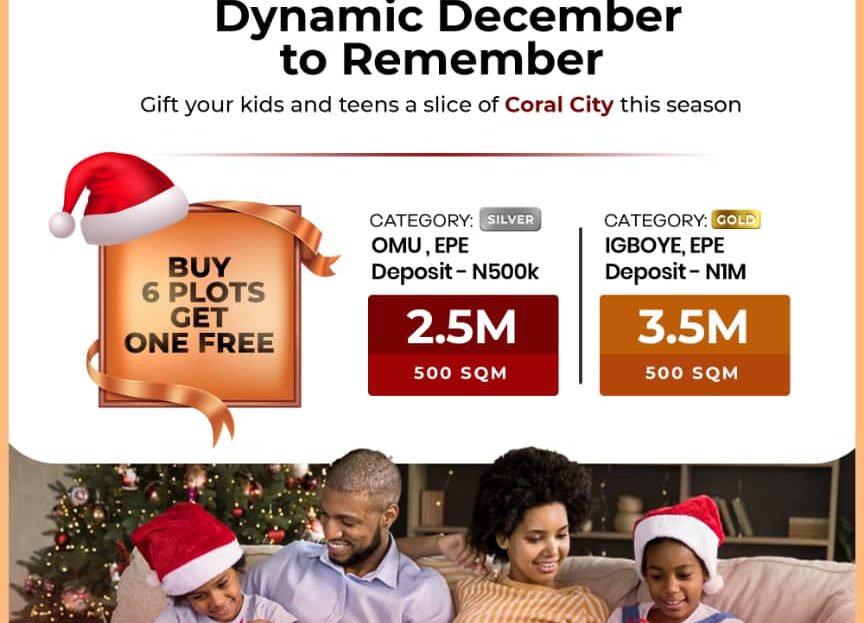 Dynamic December
to Remember
Gift your kids and teens a slice of Coral City this season
BUY
6 PLOTS
GET
ONE FREE
CATEGORY: SILVER
OMU , EPE
Deposit - N500k
2.5M
500 SQM
CATEGORY: GOLD
IGBOYE, EPE
Deposit - N1M
3.5M
500 SQM